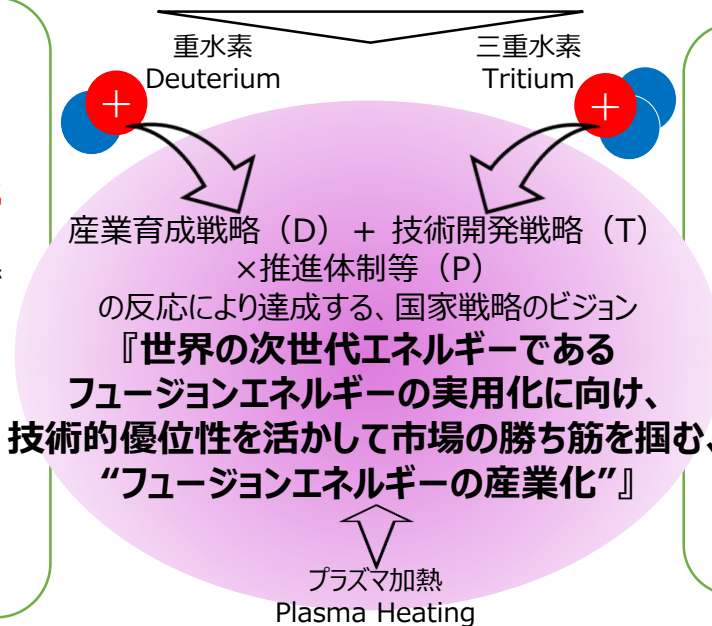 重水素
Deuterium
三重水素
Tritium
+
+
産業育成戦略（D）+ 技術開発戦略（T）
×推進体制等（P）
の反応により達成する、国家戦略のビジョン
『世界の次世代エネルギーである
フュージョンエネルギーの実用化に向け、
技術的優位性を活かして市場の勝ち筋を掴む、
“フュージョンエネルギーの産業化”』
プラズマ加熱
Plasma Heating